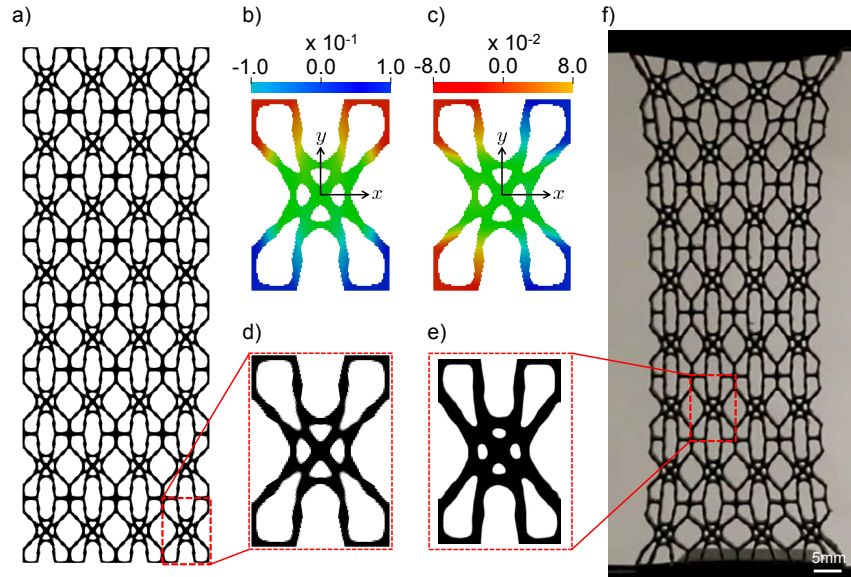 a)
b)
c)
f)
x 10⁻¹
x 10⁻²
-1.0 0.0 1.0
-8.0 0.0 8.0
y
y
x
x
d)
e)
5mm